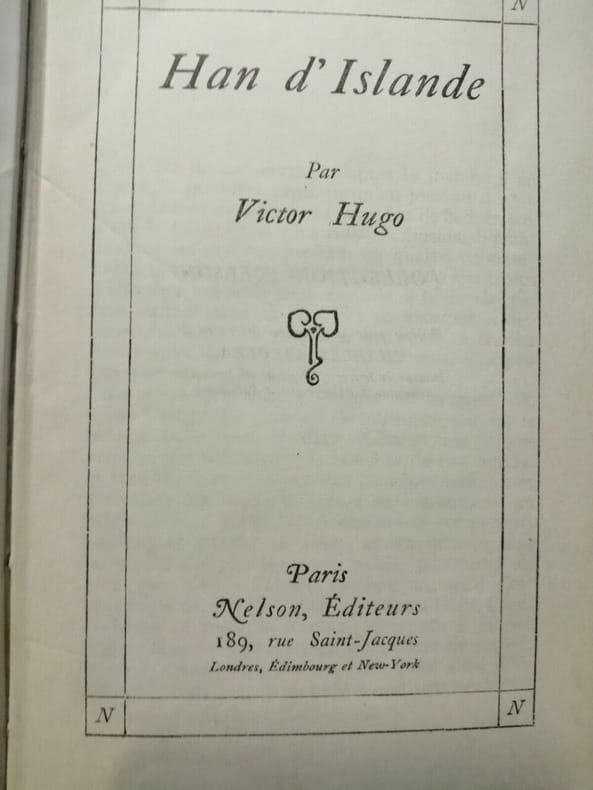 N
Han d'Islande
Par
Victor Hugo
Paris
Nelson, Éditeurs
189, rue Saint-Jacques
Londres, Édimbourg et New-York
N
N